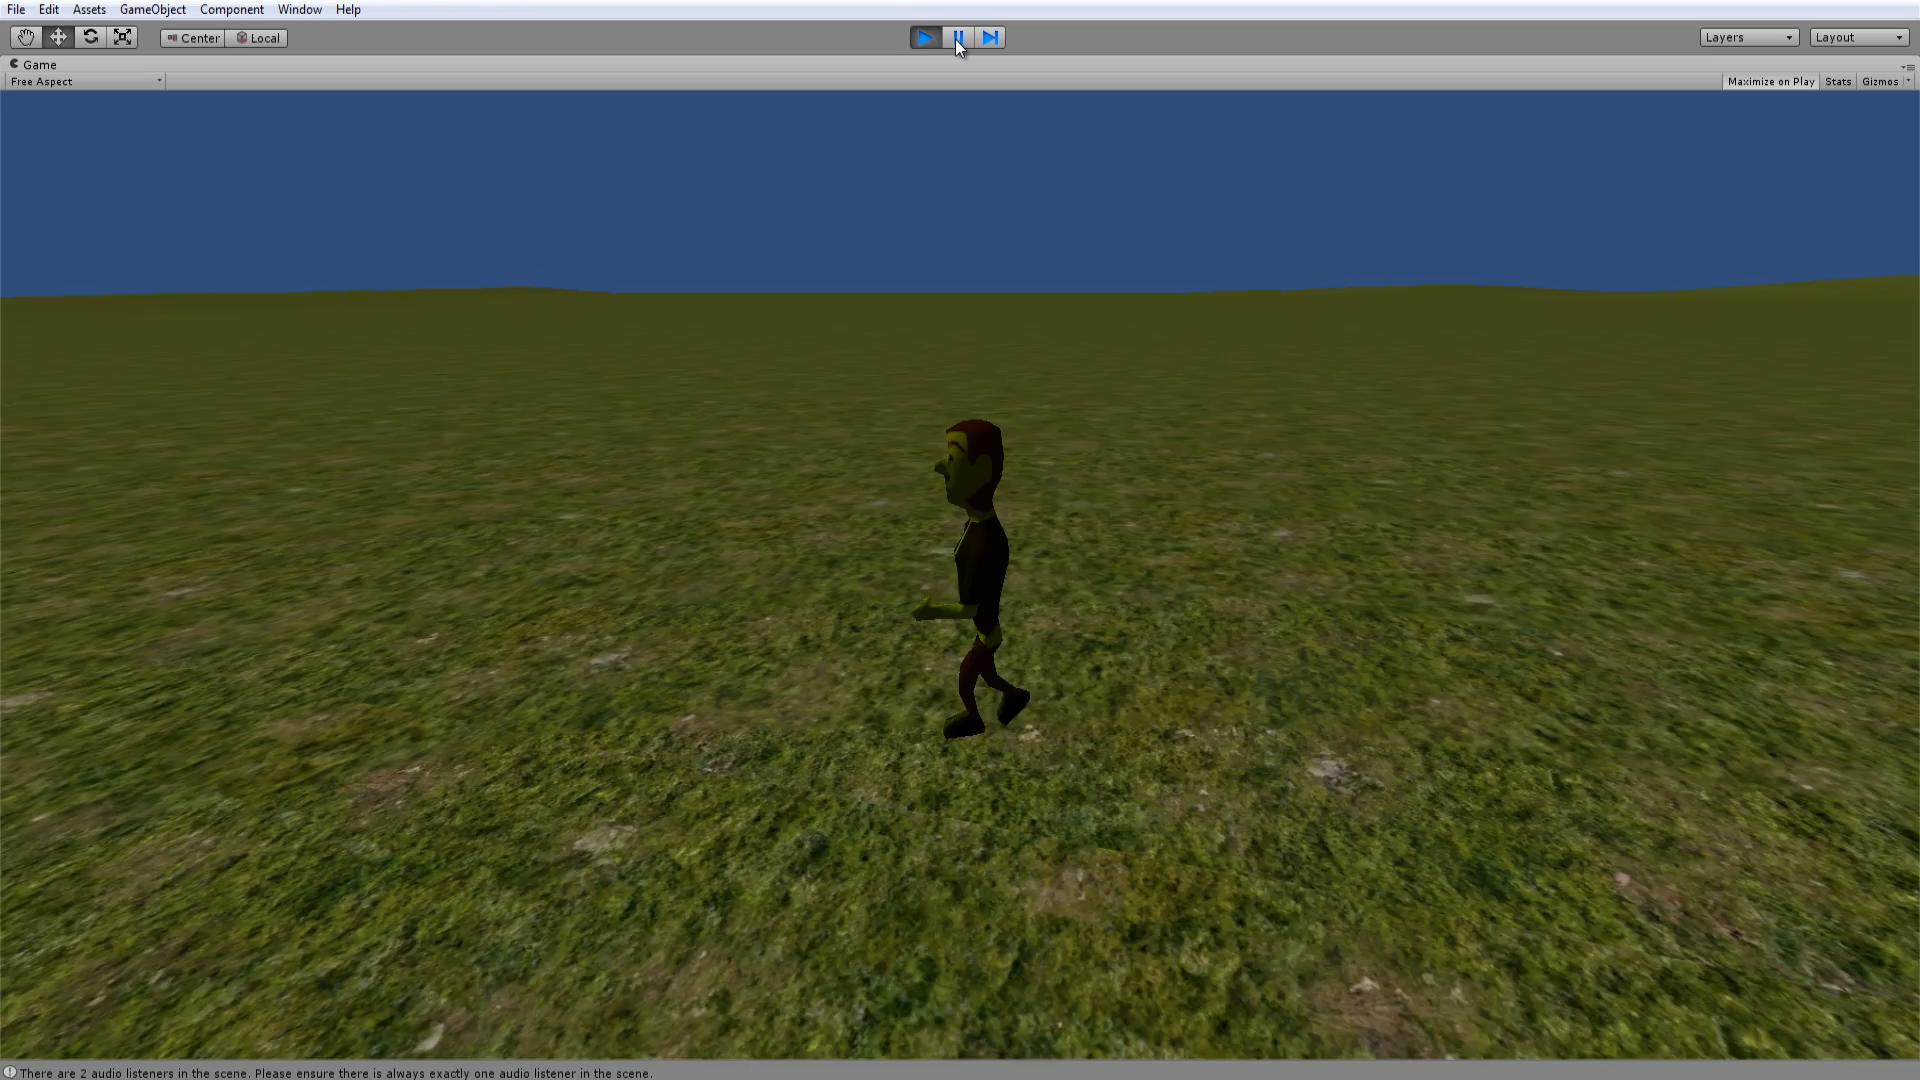 File Edit Assets GameObject Component Window Help
Center Local Layers Layout
Game
Free Aspect Maximize on Play Stats Gizmos
There are 2 audio listeners in the scene. Please ensure there is always exactly one audio listener in the scene.